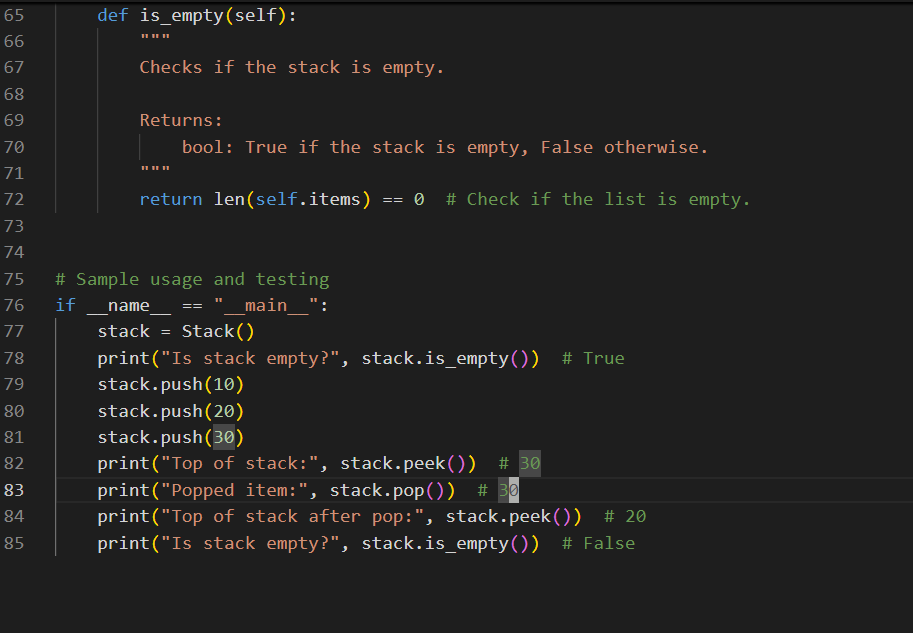 65    def is_empty(self):
66        """
67        Checks if the stack is empty.
68
69        Returns:
70            bool: True if the stack is empty, False otherwise.
71        """
72        return len(self.items) == 0  # Check if the list is empty.
73
74
75# Sample usage and testing
76if __name__ == "__main__":
77    stack = Stack()
78    print("Is stack empty?", stack.is_empty())  # True
79    stack.push(10)
80    stack.push(20)
81    stack.push(30)
82    print("Top of stack:", stack.peek())  # 30
83    print("Popped item:", stack.pop())  # 30
84    print("Top of stack after pop:", stack.peek())  # 20
85    print("Is stack empty?", stack.is_empty())  # False